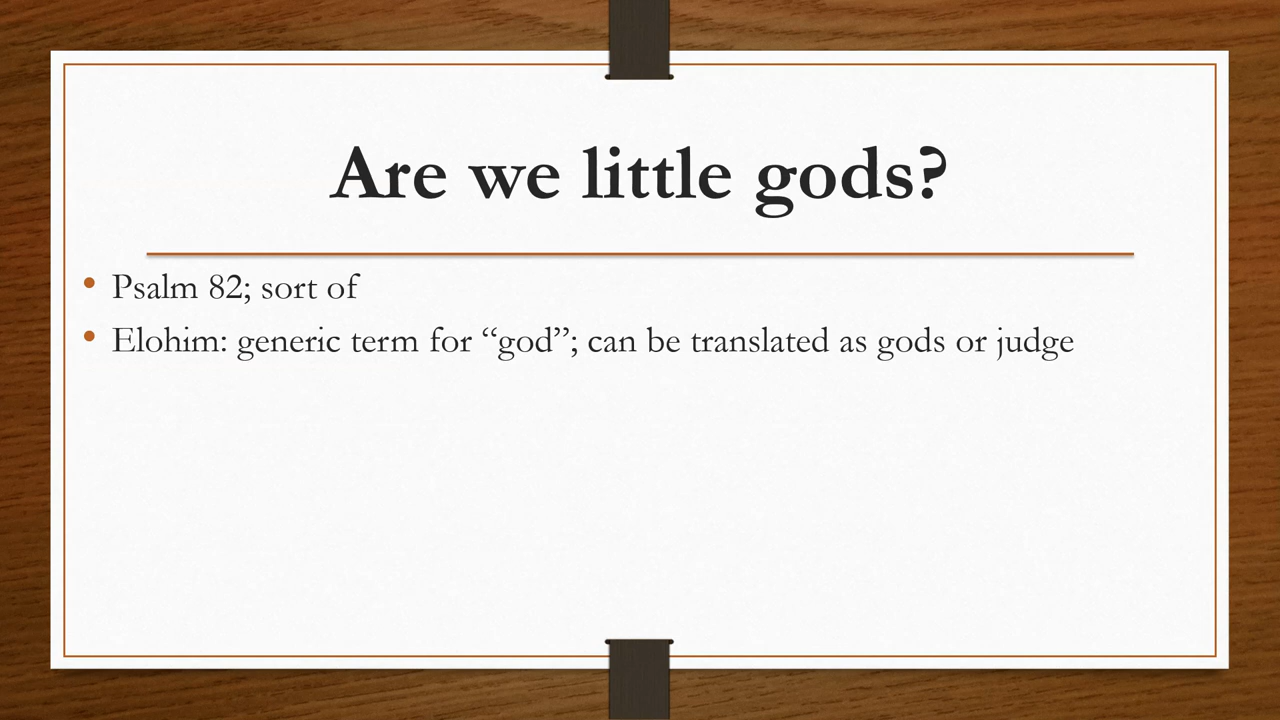 Are we little gods?
• Psalm 82; sort of
• Elohim: generic term for “god”; can be translated as gods or judge